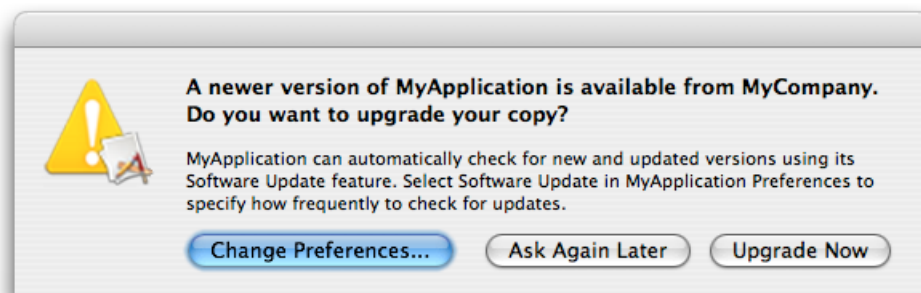 A newer version of MyApplication is available from MyCompany.
Do you want to upgrade your copy?
MyApplication can automatically check for new and updated versions using its
Software Update feature. Select Software Update in MyApplication Preferences to
specify how frequently to check for updates.
Change Preferences... Ask Again Later Upgrade Now